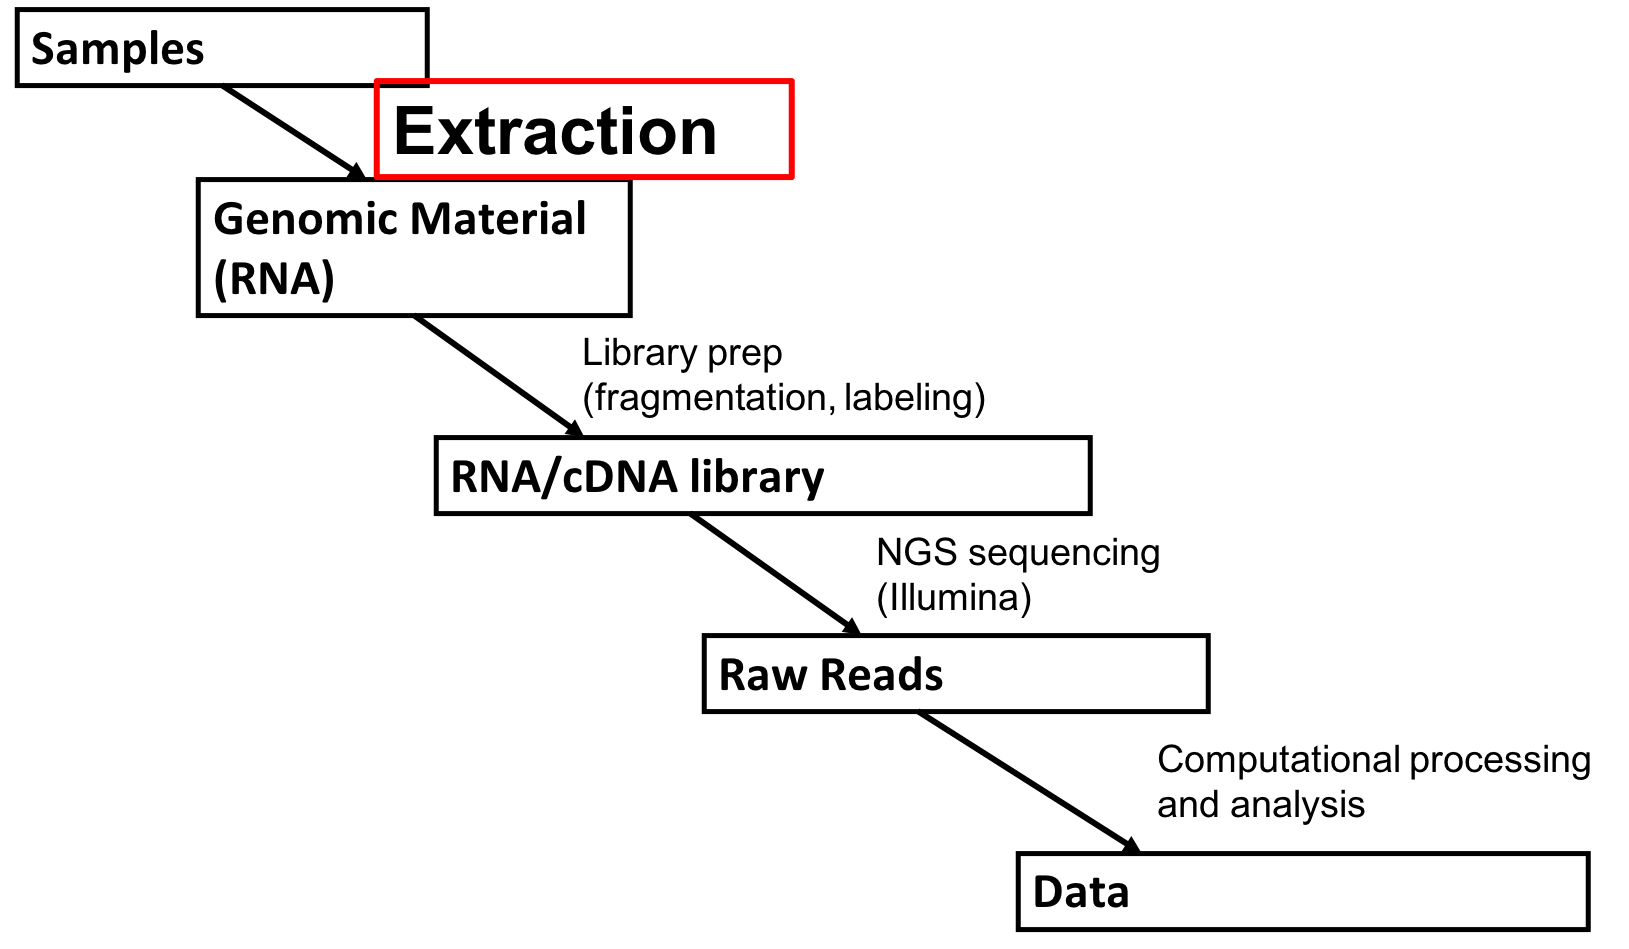 Samples
Extraction
Genomic Material
(RNA)
Library prep
(fragmentation, labeling)
RNA/cDNA library
NGS sequencing
(Illumina)
Raw Reads
Computational processing
and analysis
Data